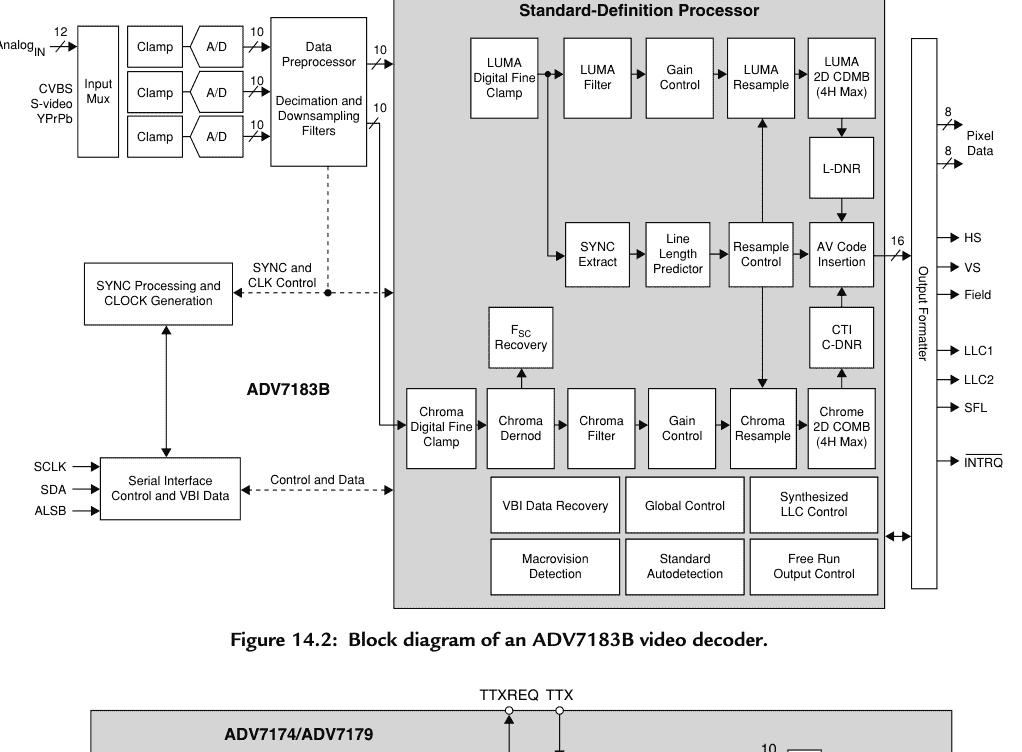 Standard-Definition Processor
12
Analog IN
CVBS
S-video
YPrPb
Input
Mux
Clamp
A/D
10
Clamp
A/D
10
Clamp
A/D
10
Data
Preprocessor
Decimation and
Downsampling
Filters
10
10
LUMA
Digital Fine
Clamp
LUMA
Filter
Gain
Control
LUMA
Resample
LUMA
2D CDMB
(4H Max)
L-DNR
SYNC
Extract
Line
Length
Predictor
Resample
Control
AV Code
Insertion
16
8
8
Pixel
Data
HS
VS
Field
LLC1
LLC2
SFL
INTRQ
Output Formatter
SYNC Processing and
CLOCK Generation
SYNC and
CLK Control
ADV7183B
FSC
Recovery
CTI
C-DNR
Chroma
Digital Fine
Clamp
Chroma
Dernod
Chroma
Filter
Gain
Control
Chroma
Resample
Chrome
2D COMB
(4H Max)
SCLK
SDA
ALSB
Serial Interface
Control and VBI Data
Control and Data
VBI Data Recovery
Global Control
Synthesized
LLC Control
Macrovision
Detection
Standard
Autodetection
Free Run
Output Control
Figure 14.2: Block diagram of an ADV7183B video decoder.
TTXREQ TTX
ADV7174/ADV7179
10